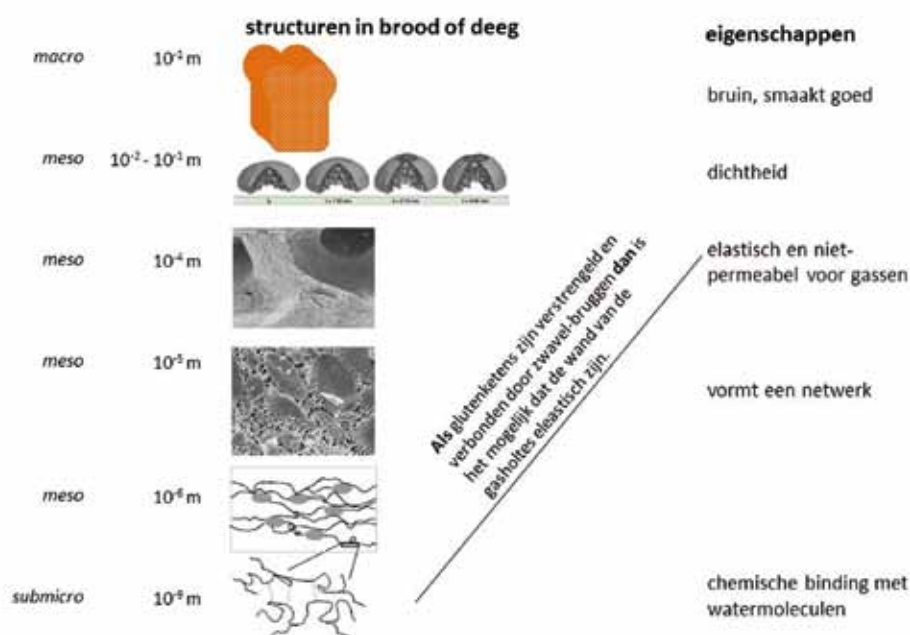 structuren in brood of deeg
eigenschappen
macro 10⁻¹ m
bruin, smaakt goed
meso 10⁻² - 10⁻¹ m
dichtheid
meso 10⁻⁴ m
elastisch en niet-
permeabel voor gassen
meso 10⁻⁵ m
vormt een netwerk
Als glutenketens zijn verstrengeld en
verbonden door zwavel-bruggen dan is
het mogelijk dat de wand van de
gasholtes eleastisch zijn.
meso 10⁻⁶ m
submicro 10⁻⁹ m
chemische binding met
watermoleculen